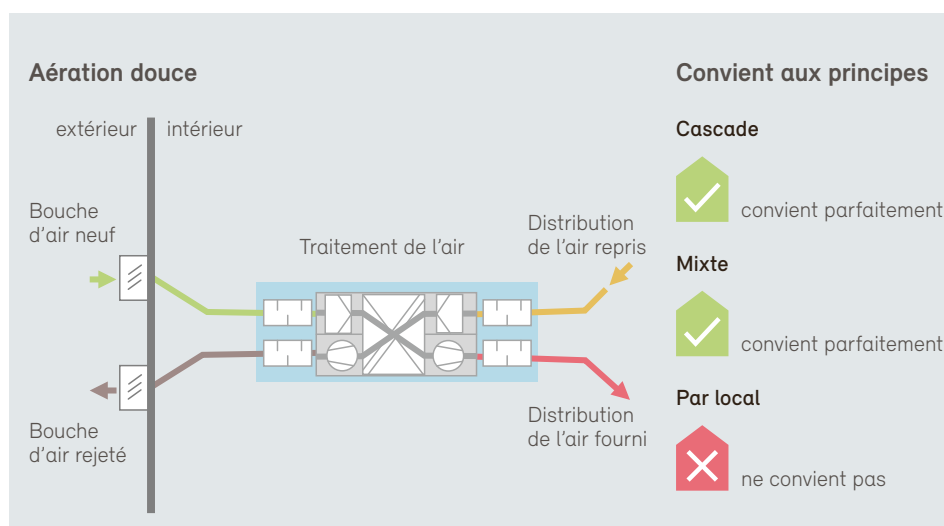 Aération douce
extérieur
intérieur
Bouche
d'air neuf
Traitement de l'air
Distribution
de l'air repris
Bouche
d'air rejeté
Distribution
de l'air fourni
Convient aux principes
Cascade
convient parfaitement
Mixte
convient parfaitement
Par local
ne convient pas